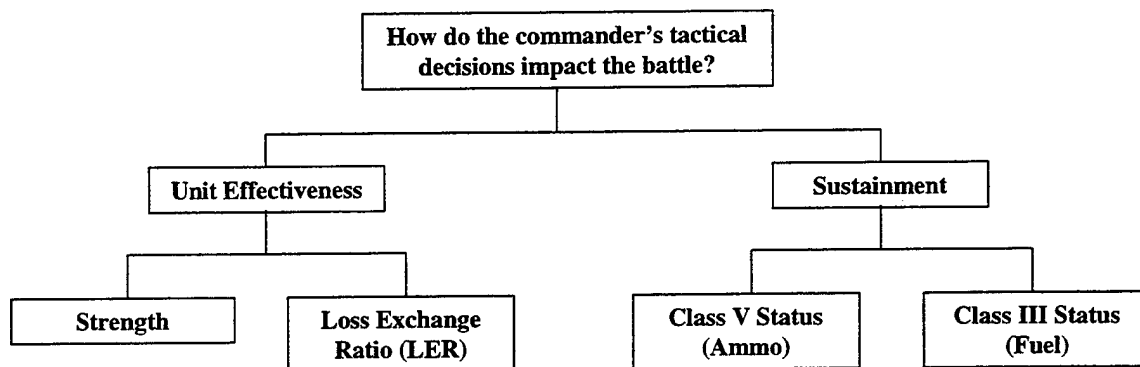 How do the commander's tactical
decisions impact the battle?
Unit Effectiveness
Sustainment
Strength
Loss Exchange
Ratio (LER)
Class V Status
(Ammo)
Class III Status
(Fuel)